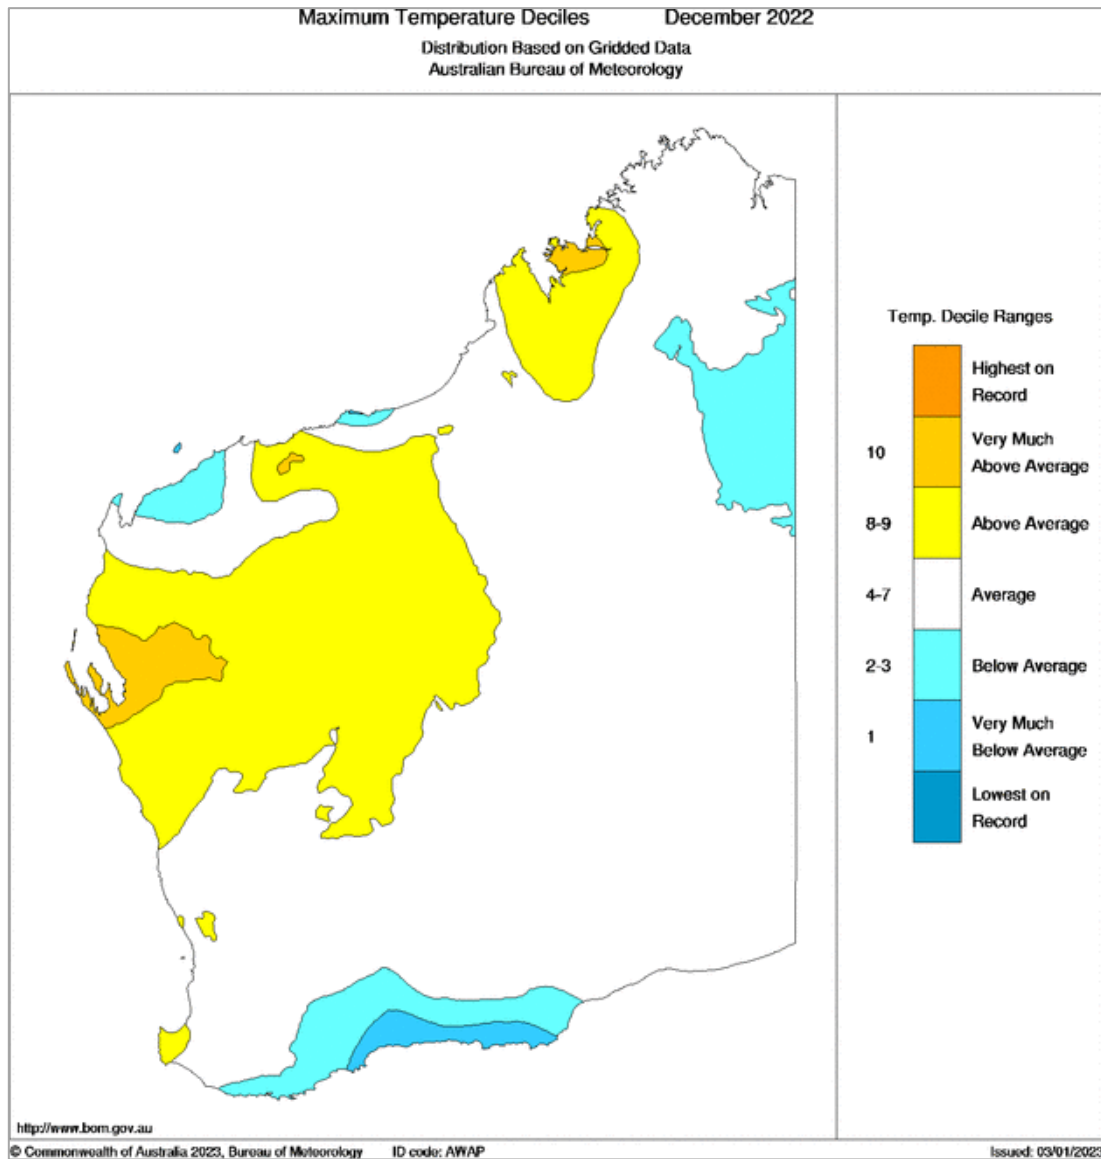 Maximum Temperature Deciles December 2022
Distribution Based on Gridded Data
Australian Bureau of Meteorology
Temp. Decile Ranges
Highest on
Record
10 Very Much
Above Average
8-9 Above Average
4-7 Average
2-3 Below Average
1 Very Much
Below Average
Lowest on
Record
http://www.bom.gov.au
© Commonwealth of Australia 2023, Bureau of Meteorology ID code: AWAP Issued: 03/01/2023